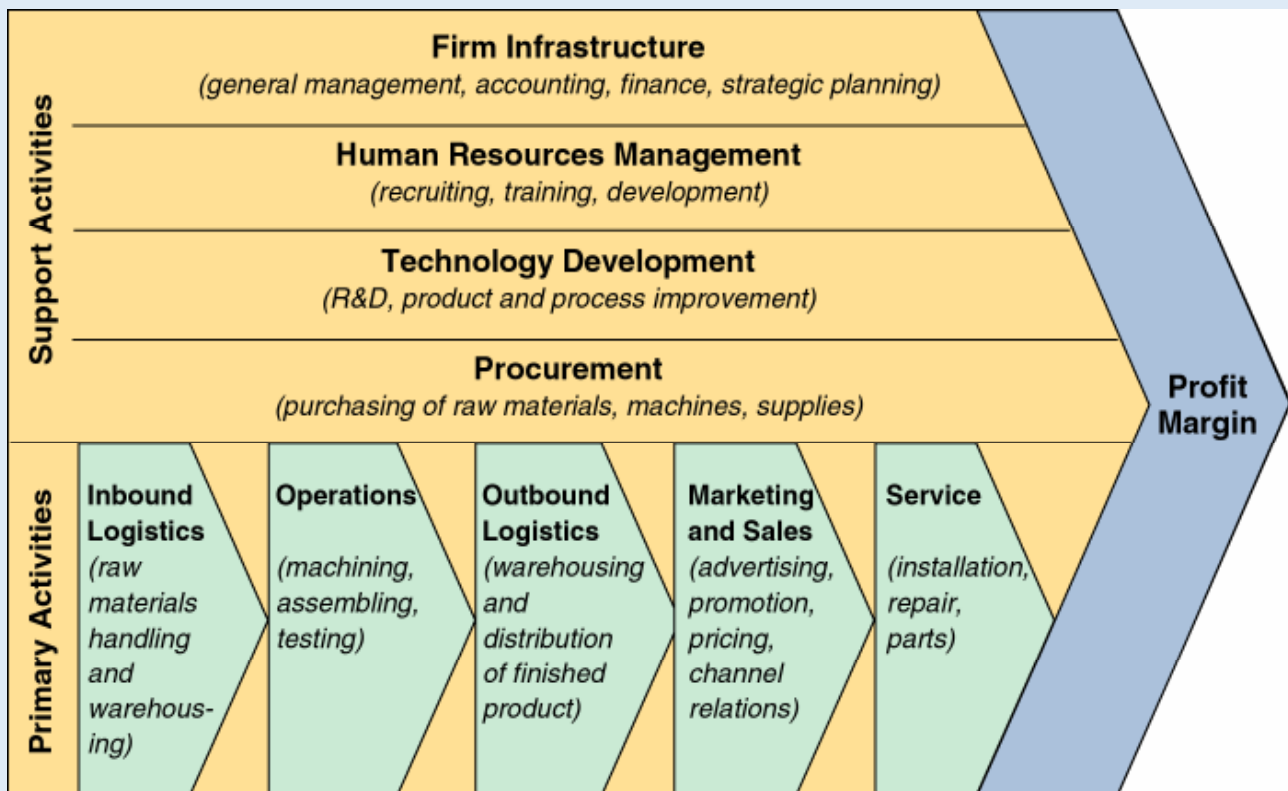 Support Activities
Firm Infrastructure
(general management, accounting, finance, strategic planning)
Human Resources Management
(recruiting, training, development)
Technology Development
(R&D, product and process improvement)
Procurement
(purchasing of raw materials, machines, supplies)
Profit
Margin
Primary Activities
Inbound
Logistics
(raw
materials
handling
and
warehous-
ing)
Operations
(machining,
assembling,
testing)
Outbound
Logistics
(warehousing
and
distribution
of finished
product)
Marketing
and Sales
(advertising,
promotion,
pricing,
channel
relations)
Service
(installation,
repair,
parts)